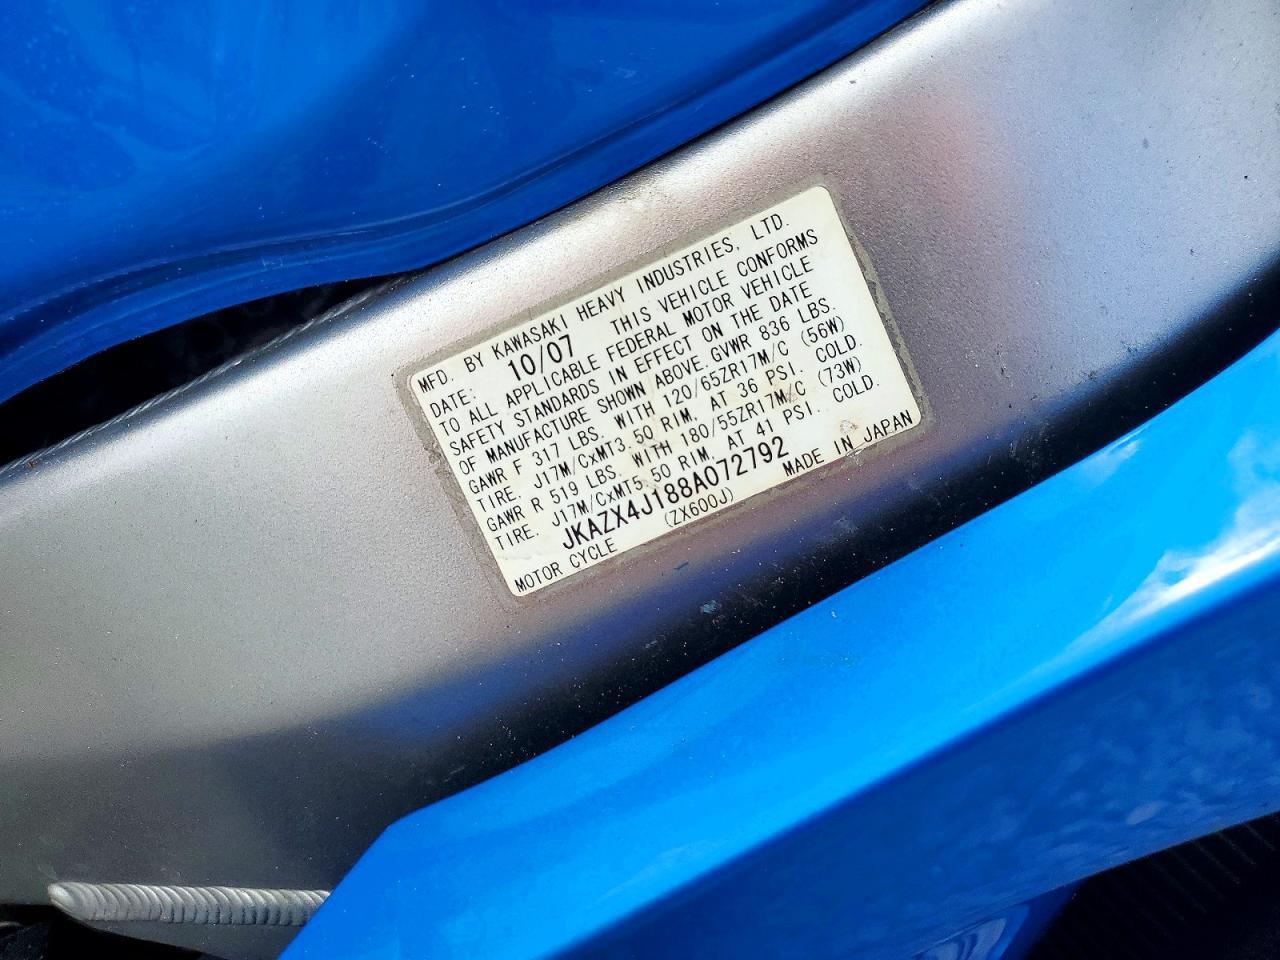 MFD. BY KAWASAKI HEAVY INDUSTRIES, LTD.
DATE: 10/07 THIS VEHICLE CONFORMS
TO ALL APPLICABLE FEDERAL MOTOR VEHICLE
SAFETY STANDARDS IN EFFECT ON THE DATE
OF MANUFACTURE SHOWN ABOVE. GVWR 836 LBS.
GAWR F 317 LBS. WITH 120/65ZR17M/C (56W)
TIRE. J17M/CxMT3.50 RIM. AT 36 PSI. COLD
GAWR R 519 LBS. WITH 180/55ZR17M/C (73W)
TIRE. J17M/CxMT5.50 RIM. AT 41 PSI. COLD.
JKAZX4J188A072792
MOTOR CYCLE (ZX600J) MADE IN JAPAN